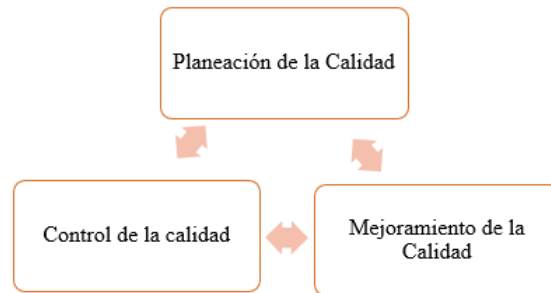 Planeación de la Calidad
Control de la calidad
Mejoramiento de la
Calidad